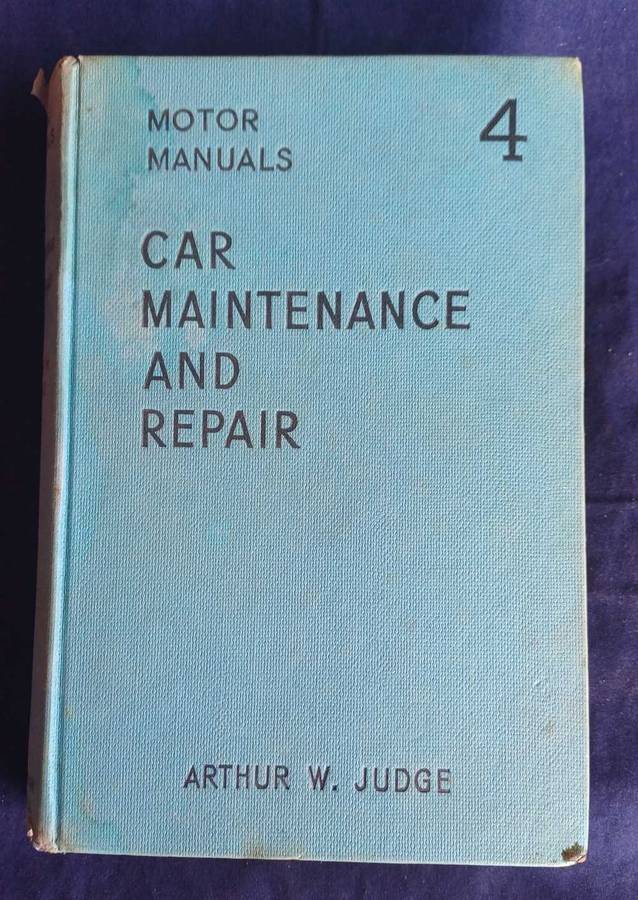 MOTOR
MANUALS
4
CAR
MAINTENANCE
AND
REPAIR
ARTHUR W. JUDGE